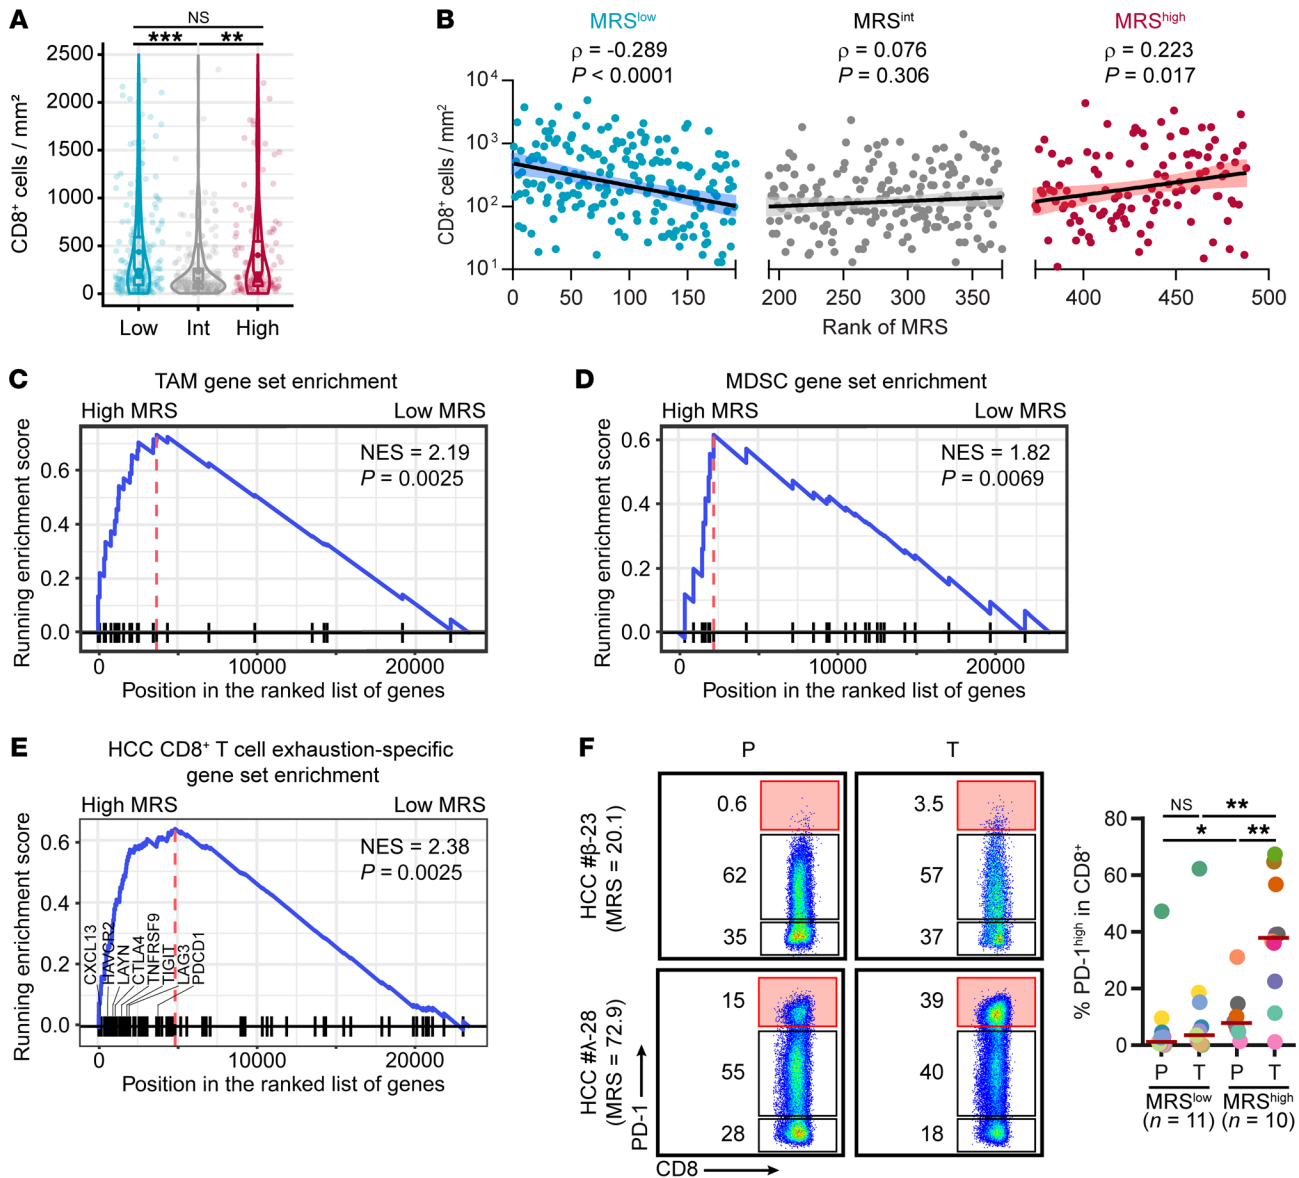 A
NS
***
**
CD8⁺ cells / mm²
2500
2000
1500
1000
500
0
Low Int High
B
MRSlow MRSint MRShigh
ρ = -0.289 ρ = 0.076 ρ = 0.223
P < 0.0001 P = 0.306 P = 0.017
CD8⁺ cells / mm²
10⁴
10³
10²
10¹
0 50 100 150 200 250 300 350 400 450 500
Rank of MRS
C
TAM gene set enrichment
High MRS Low MRS
NES = 2.19
P = 0.0025
Running enrichment score
0.6
0.4
0.2
0.0
0 10000 20000
Position in the ranked list of genes
D
MDSC gene set enrichment
High MRS Low MRS
NES = 1.82
P = 0.0069
Running enrichment score
0.6
0.4
0.2
0.0
0 10000 20000
Position in the ranked list of genes
E
HCC CD8⁺ T cell exhaustion-specific
gene set enrichment
High MRS Low MRS
NES = 2.38
P = 0.0025
Running enrichment score
0.6
0.4
0.2
0.0
CXCL13
HAVCR2
LAYN
CTLA4
TNFRSF9
TIGIT
LAG3
PDCD1
0 10000 20000
Position in the ranked list of genes
F
P T
HCC #β-23
(MRS = 20.1)
0.6 3.5
62 57
35 37
HCC #λ-28
(MRS = 72.9)
15 39
55 40
28 18
PD-1
CD8
% PD-1high in CD8⁺
80
60
40
20
0
NS **
* **
P T P T
MRSlow MRShigh
(n = 11) (n = 10)